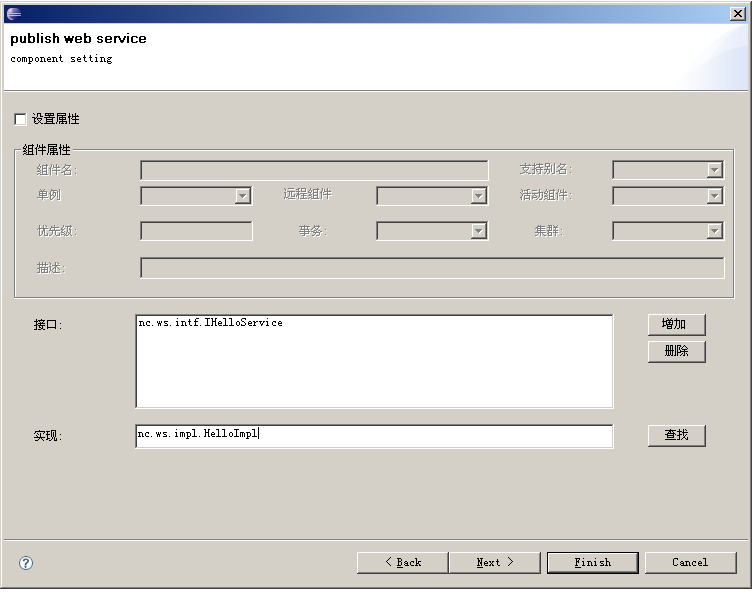 publish web service
component setting
设置属性
组件属性
组件名:
支持别名:
单例
远程组件
活动组件:
优先级:
事务:
集群:
描述:
接口:
nc.ws.intf.IHelloService
增加
删除
实现:
nc.ws.impl.HelloImpl
查找
?
< Back
Next >
Finish
Cancel